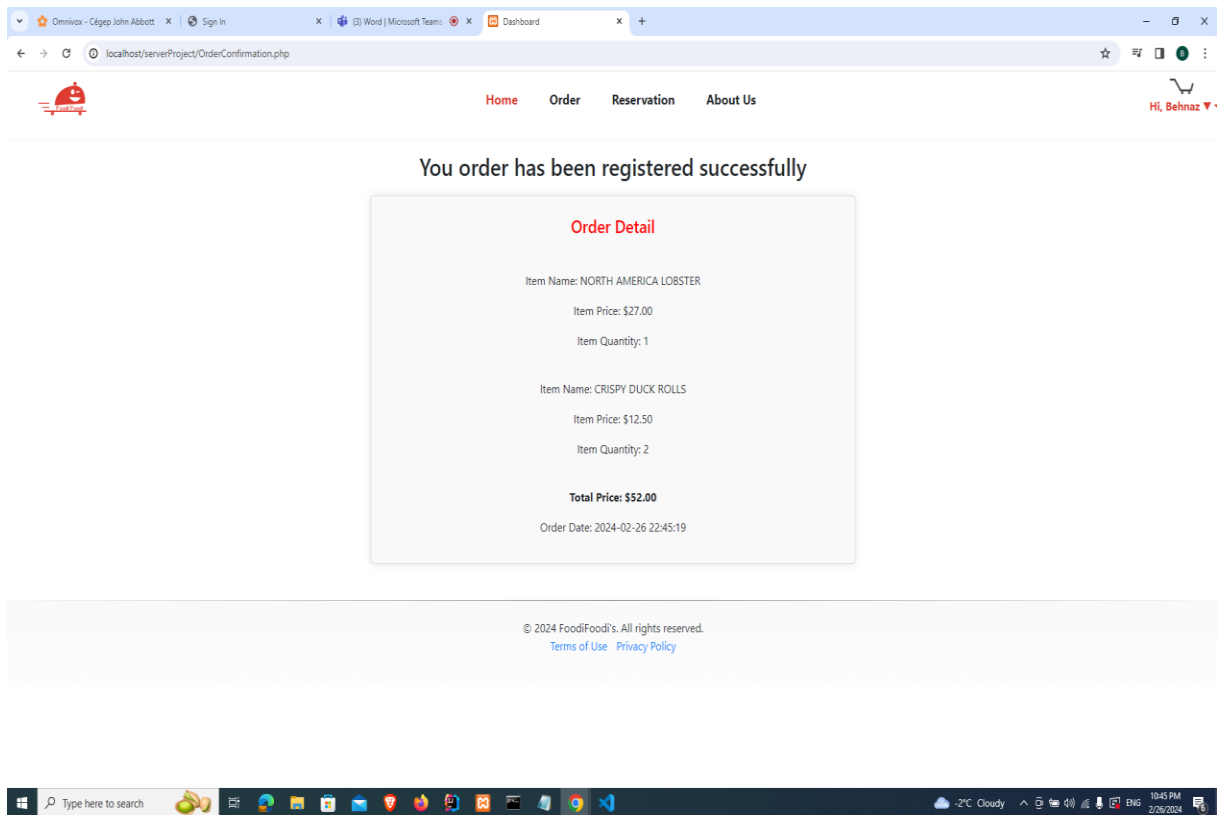 Omnivox - Cégep John Abbott
Sign In
(3) Word | Microsoft Teams
Dashboard
localhost/serverProject/OrderConfirmation.php
B
FoodiFoodi
Home Order Reservation About Us
Hi, Behnaz ▼
You order has been registered successfully
Order Detail
Item Name: NORTH AMERICA LOBSTER
Item Price: $27.00
Item Quantity: 1
Item Name: CRISPY DUCK ROLLS
Item Price: $12.50
Item Quantity: 2
Total Price: $52.00
Order Date: 2024-02-26 22:45:19
© 2024 FoodiFoodi's. All rights reserved.
Terms of Use Privacy Policy
Type here to search
-2°C Cloudy
ENG
10:45 PM
2/26/2024